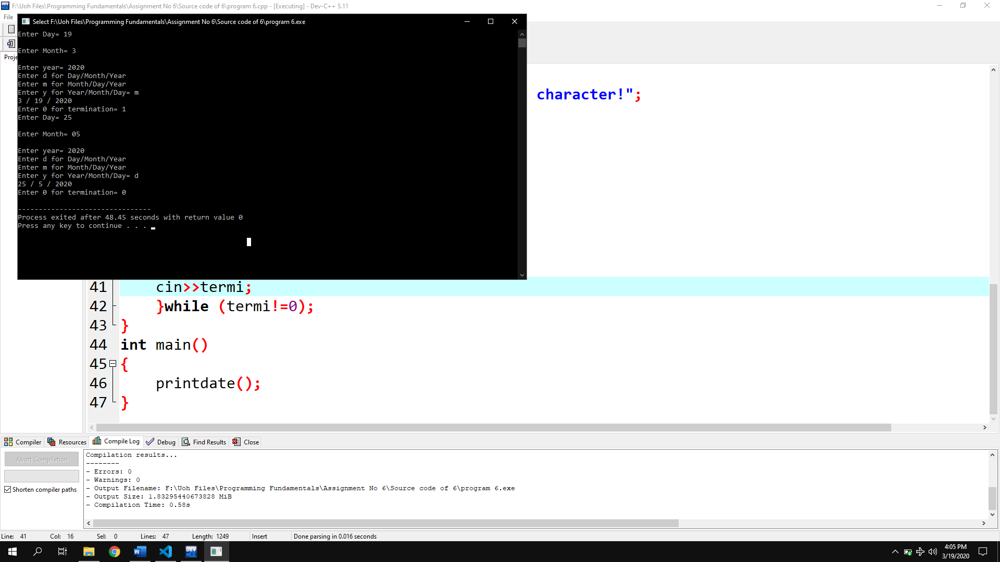 F:\Uoh Files\Programming Fundamentals\Assignment No 6\Source code of 6\program 6.cpp - [Executing] - Dev-C++ 5.11
File
Select F:\Uoh Files\Programming Fundamentals\Assignment No 6\Source code of 6\program 6.exe
Enter Day= 19
Enter Month= 3
Enter year= 2020
Enter d for Day/Month/Year
Enter m for Month/Day/Year
Enter y for Year/Month/Day= m
3 / 19 / 2020
Enter 0 for termination= 1
Enter Day= 25
Enter Month= 05
Enter year= 2020
Enter d for Day/Month/Year
Enter m for Month/Day/Year
Enter y for Year/Month/Day= d
25 / 5 / 2020
Enter 0 for termination= 0
--------------------------------
Process exited after 48.45 seconds with return value 0
Press any key to continue . . .
Proje
character!";
41 cin>>termi;
42 }while (termi!=0);
43 }
44 int main()
45 {
46 printdate();
47 }
Compiler Resources Compile Log Debug Find Results Close
Abort Compilation
Shorten compiler paths
Compilation results...
--------
- Errors: 0
- Warnings: 0
- Output Filename: F:\Uoh Files\Programming Fundamentals\Assignment No 6\Source code of 6\program 6.exe
- Output Size: 1.83295440673828 MiB
- Compilation Time: 0.58s
Line: 41 Col: 16 Sel: 0 Lines: 47 Length: 1249 Insert Done parsing in 0.016 seconds
4:05 PM
3/19/2020